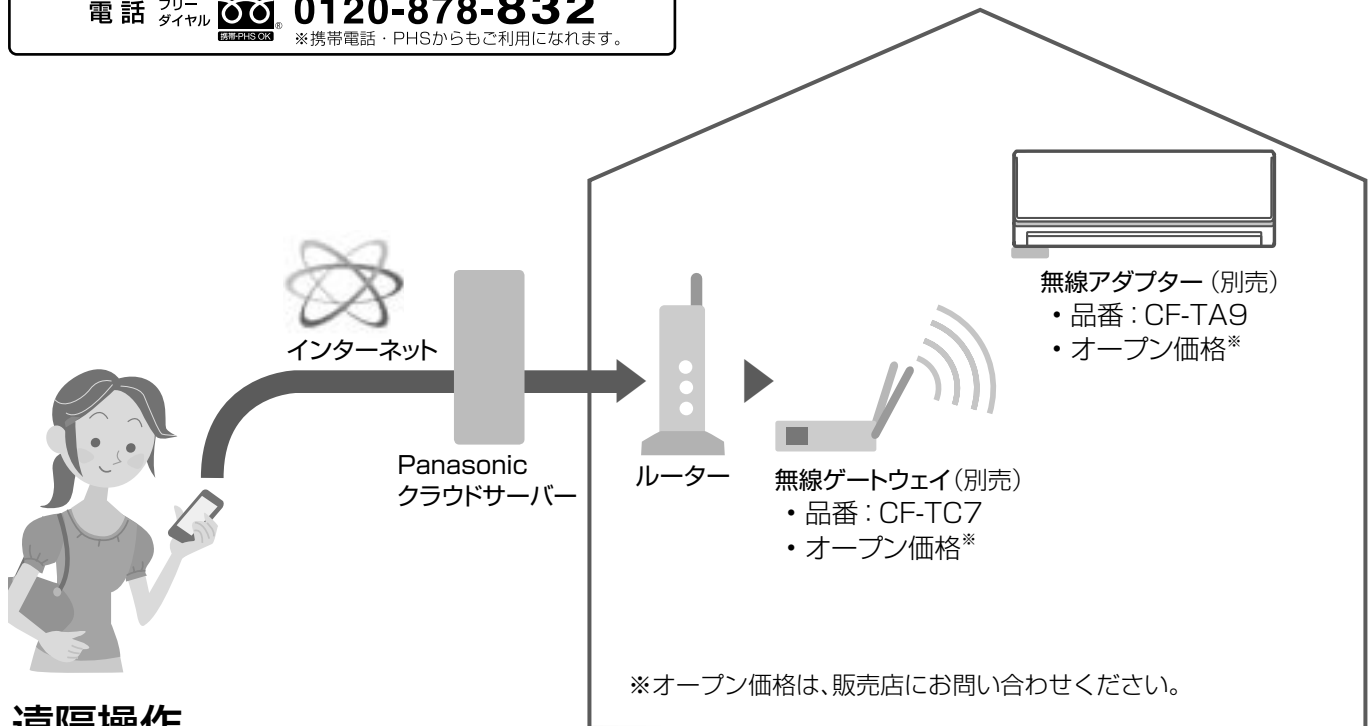 電話 フリーダイヤル 携帯・PHS OK ® 0120-878-832
※携帯電話・PHSからもご利用になれます。
インターネット
Panasonic
クラウドサーバー
ルーター
無線ゲートウェイ(別売)
・品番:CF-TC7
・オープン価格※
無線アダプター(別売)
・品番:CF-TA9
・オープン価格※
※オープン価格は、販売店にお問い合わせください。
遠隔操作